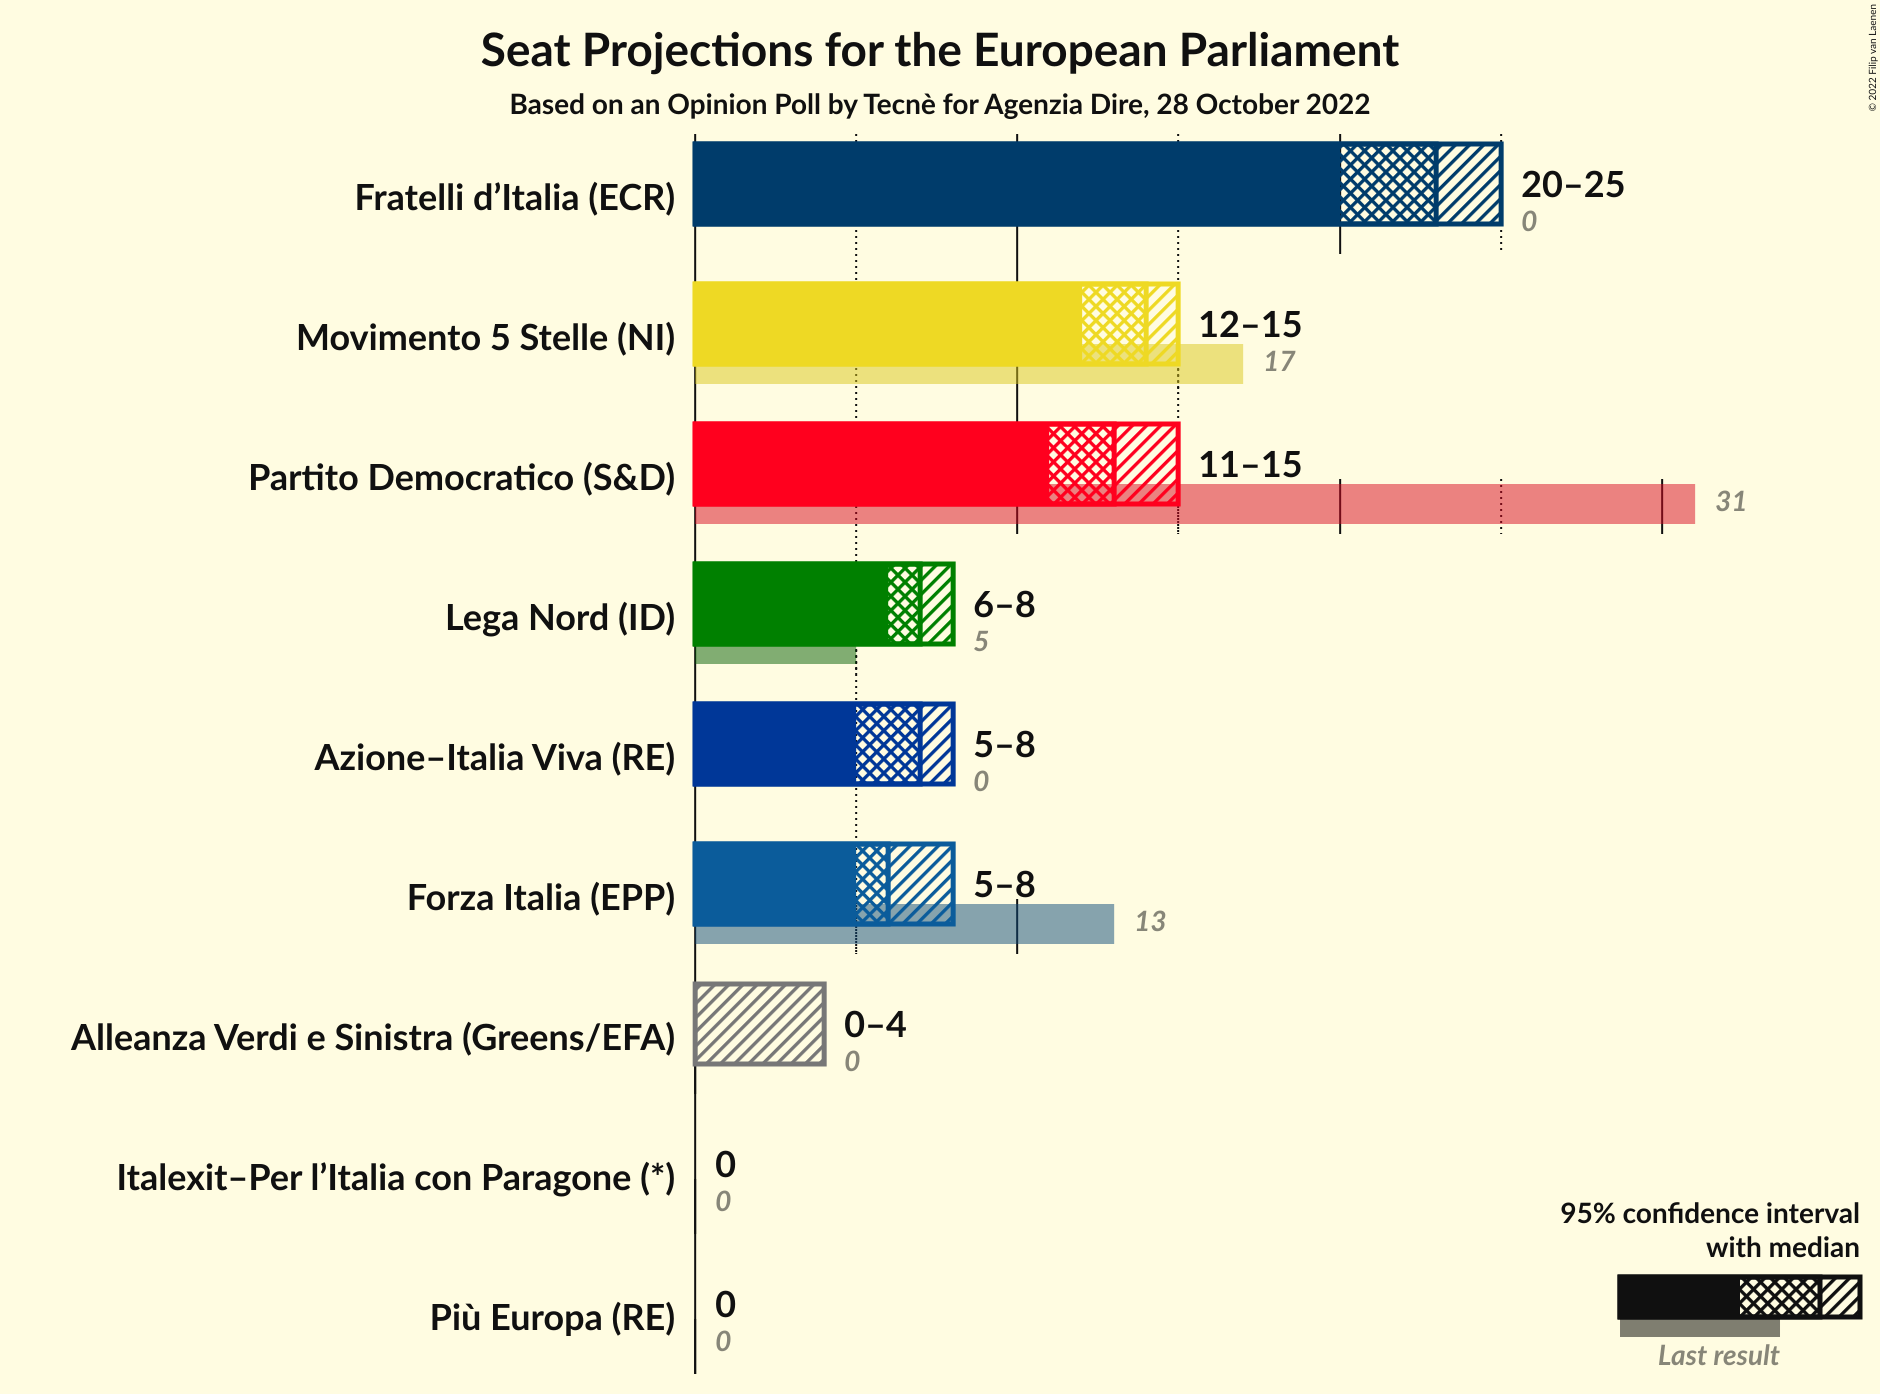 Seat Projections for the European Parliament
Based on an Opinion Poll by Tecnè for Agenzia Dire, 28 October 2022
© 2022 Filip van Laenen
Fratelli d’Italia (ECR)
20–25
0
Movimento 5 Stelle (NI)
12–15
17
Partito Democratico (S&D)
11–15
31
Lega Nord (ID)
6–8
5
Azione–Italia Viva (RE)
5–8
0
Forza Italia (EPP)
5–8
13
Alleanza Verdi e Sinistra (Greens/EFA)
0–4
0
Italexit–Per l’Italia con Paragone (*)
0
0
Più Europa (RE)
0
0
95% confidence interval
with median
Last result